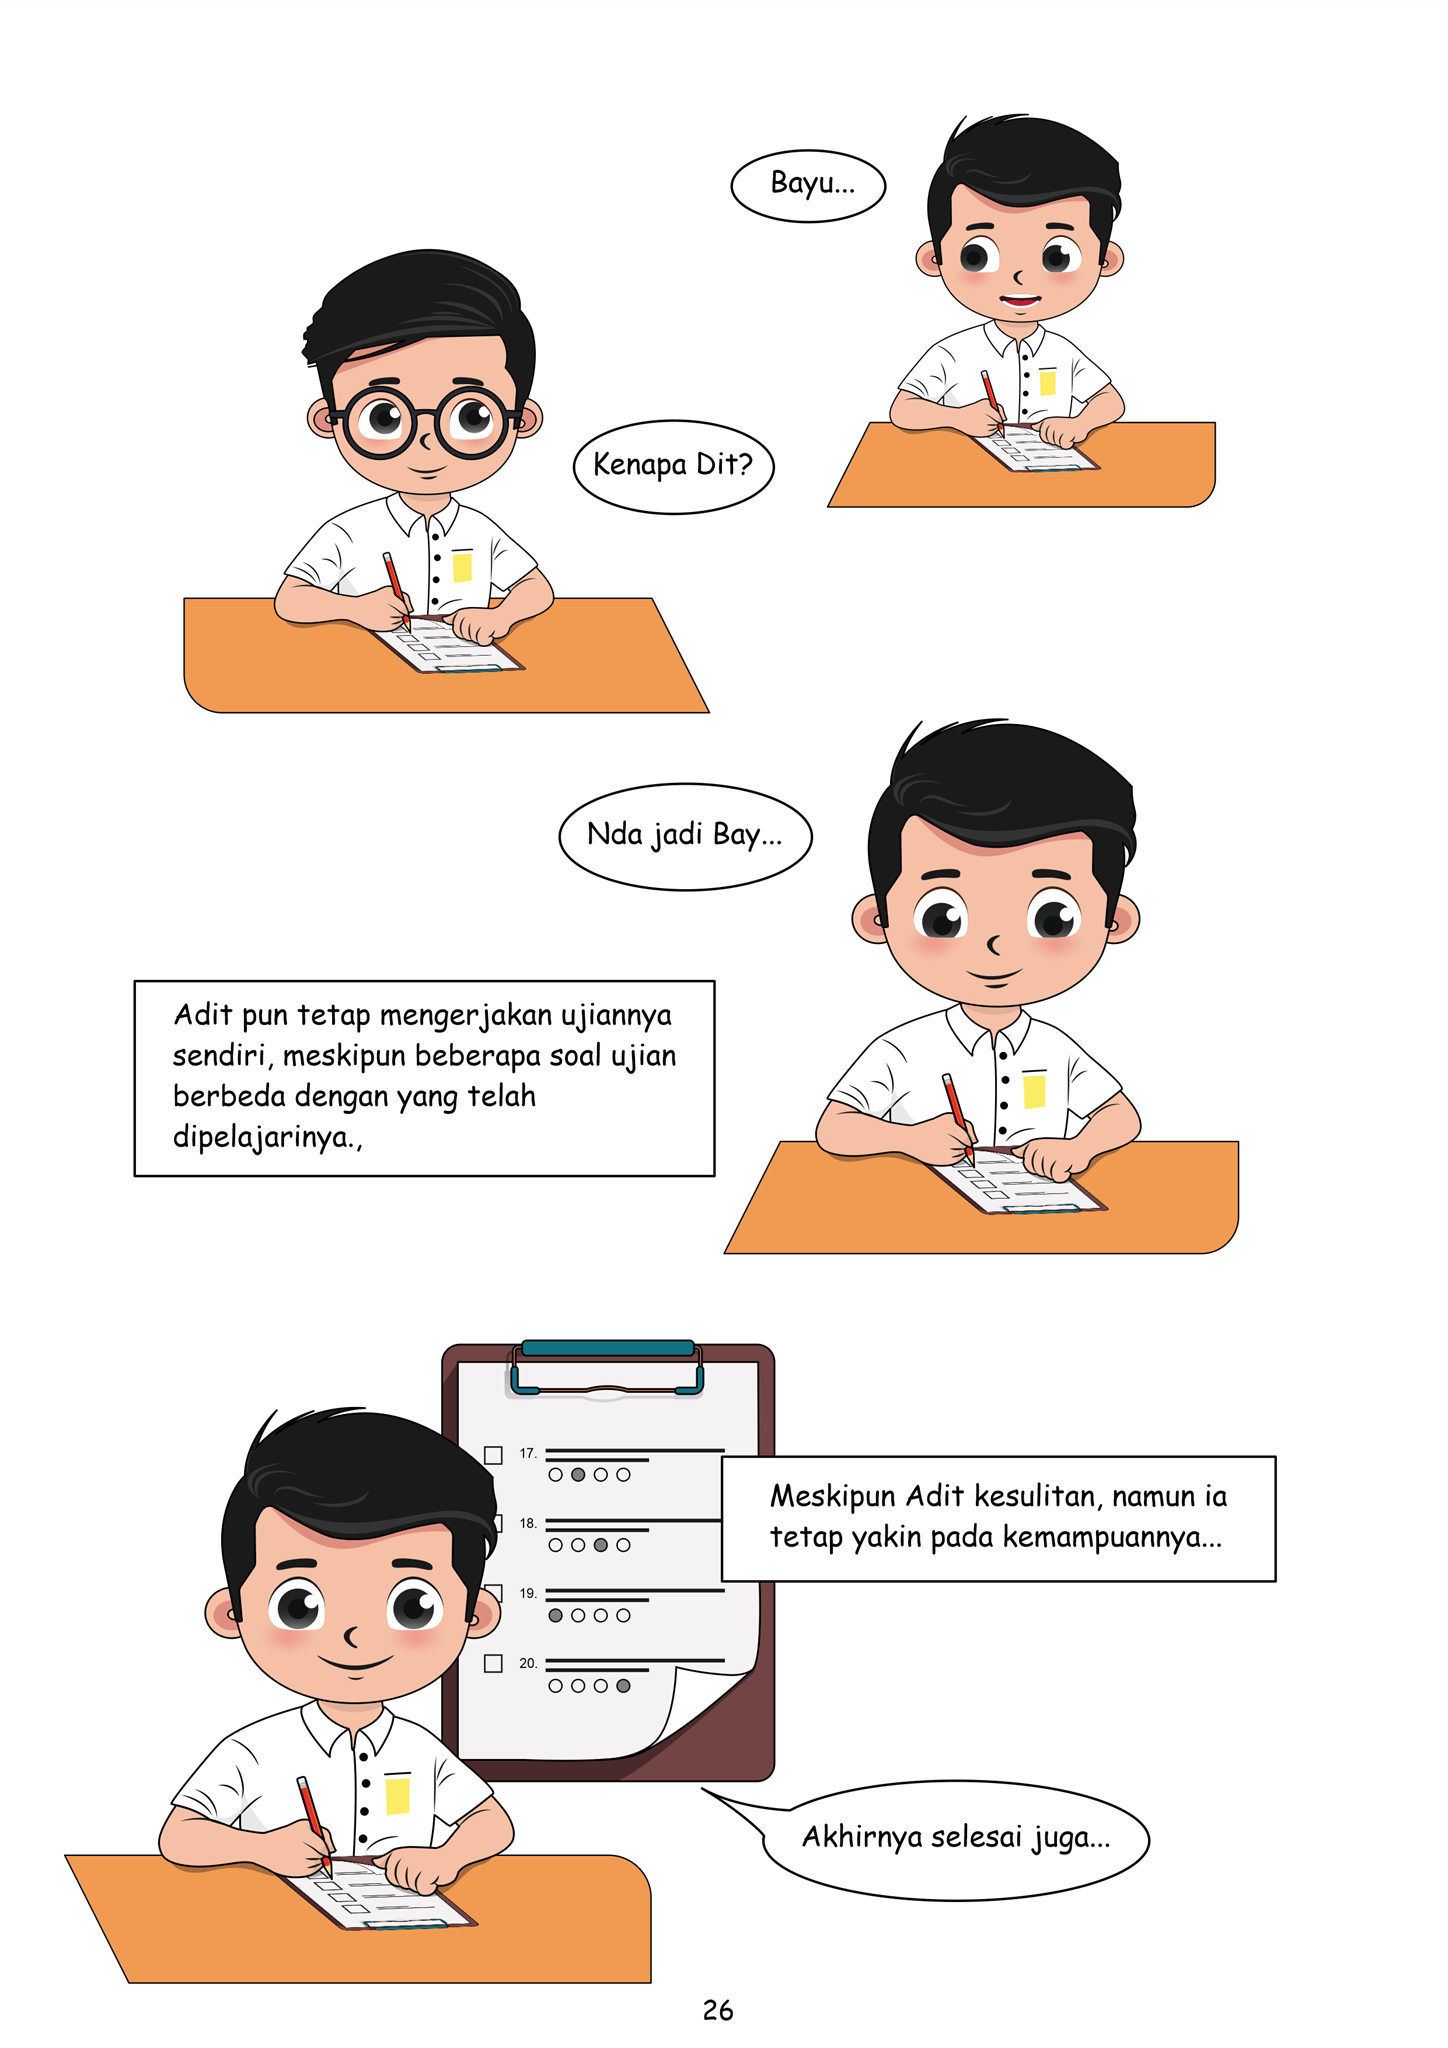 Bayu...
Kenapa Dit?
Nda jadi Bay...
Adit pun tetap mengerjakan ujiannya
sendiri, meskipun beberapa soal ujian
berbeda dengan yang telah
dipelajarinya.,
17.
18.
19.
20.
Meskipun Adit kesulitan, namun ia
tetap yakin pada kemampuannya...
Akhirnya selesai juga...
26